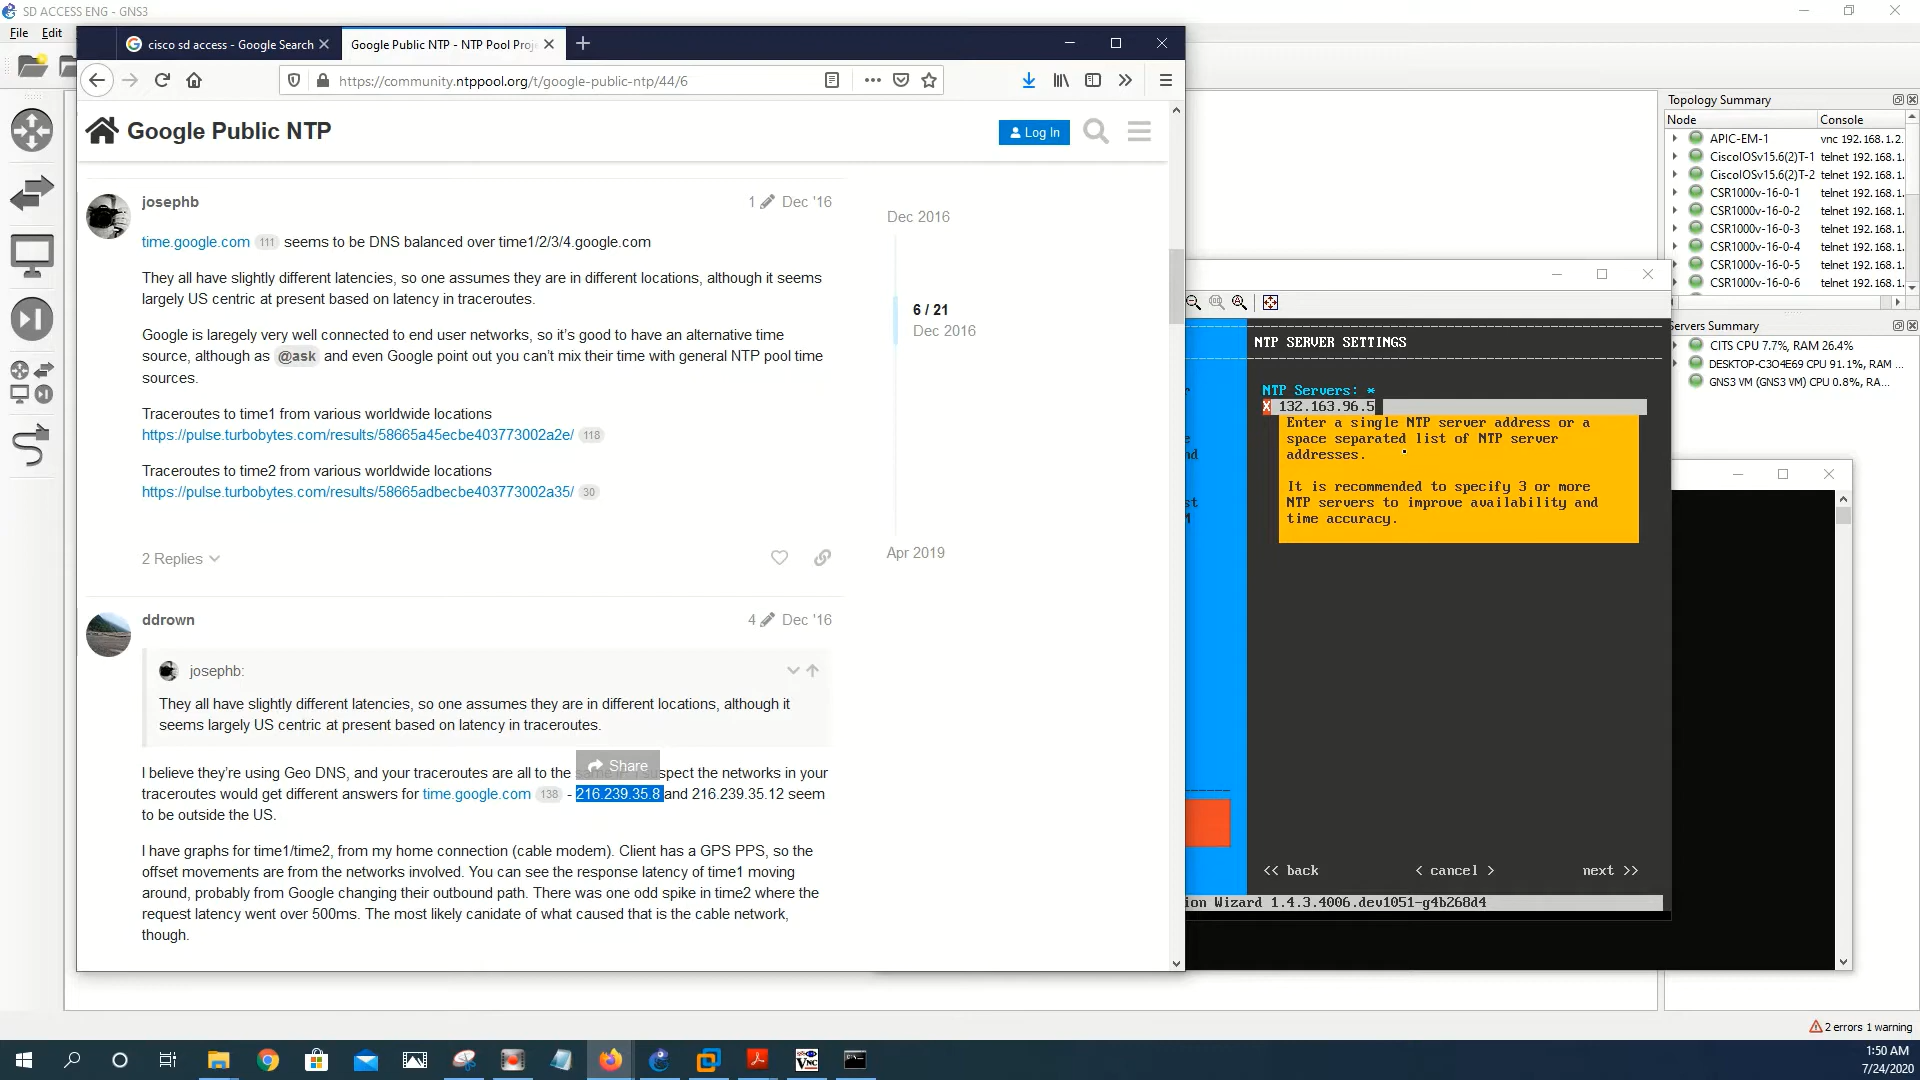 SD ACCESS ENG - GNS3
File Edit
cisco sd access - Google Search
Google Public NTP - NTP Pool Proj
https://community.ntppool.org/t/google-public-ntp/44/6
Google Public NTP
Log In
josephb
1 Dec '16
time.google.com 111 seems to be DNS balanced over time1/2/3/4.google.com
They all have slightly different latencies, so one assumes they are in different locations, although it seems
largely US centric at present based on latency in traceroutes.
Google is laregely very well connected to end user networks, so it's good to have an alternative time
source, although as @ask and even Google point out you can't mix their time with general NTP pool time
sources.
Traceroutes to time1 from various worldwide locations
https://pulse.turbobytes.com/results/58665a45ecbe403773002a2e/ 118
Traceroutes to time2 from various worldwide locations
https://pulse.turbobytes.com/results/58665adbecbe403773002a35/ 30
2 Replies
ddrown
4 Dec '16
josephb:
They all have slightly different latencies, so one assumes they are in different locations, although it
seems largely US centric at present based on latency in traceroutes.
Share
I believe they're using Geo DNS, and your traceroutes are all to the suspect the networks in your
traceroutes would get different answers for time.google.com 138 - 216.239.35.8 and 216.239.35.12 seem
to be outside the US.
I have graphs for time1/time2, from my home connection (cable modem). Client has a GPS PPS, so the
offset movements are from the networks involved. You can see the response latency of time1 moving
around, probably from Google changing their outbound path. There was one odd spike in time2 where the
request latency went over 500ms. The most likely canidate of what caused that is the cable network,
though.
Dec 2016
6 / 21
Dec 2016
Apr 2019
NTP SERVER SETTINGS
NTP Servers: *
X 132.163.96.5
Enter a single NTP server address or a
space separated list of NTP server
addresses.
It is recommended to specify 3 or more
NTP servers to improve availability and
time accuracy.
<< back < cancel > next >>
ion Wizard 1.4.3.4006.dev1051-g4b268d4
Topology Summary
Node Console
APIC-EM-1 vnc 192.168.1.2.
CiscoIOSv15.6(2)T-1 telnet 192.168.1.
CiscoIOSv15.6(2)T-2 telnet 192.168.1.
CSR1000v-16-0-1 telnet 192.168.1.
CSR1000v-16-0-2 telnet 192.168.1.
CSR1000v-16-0-3 telnet 192.168.1.
CSR1000v-16-0-4 telnet 192.168.1.
CSR1000v-16-0-5 telnet 192.168.1.
CSR1000v-16-0-6 telnet 192.168.1.
Servers Summary
CITS CPU 7.7%, RAM 26.4%
DESKTOP-C3O4E69 CPU 91.1%, RAM ...
GNS3 VM (GNS3 VM) CPU 0.8%, RA...
2 errors 1 warning
1:50 AM
7/24/2020